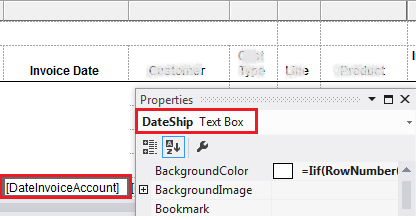 Invoice Date
Properties
DateShip Text Box
BackgroundColor =Iif(RowNumber
[DateInvoiceAccount]
BackgroundImage
Bookmark